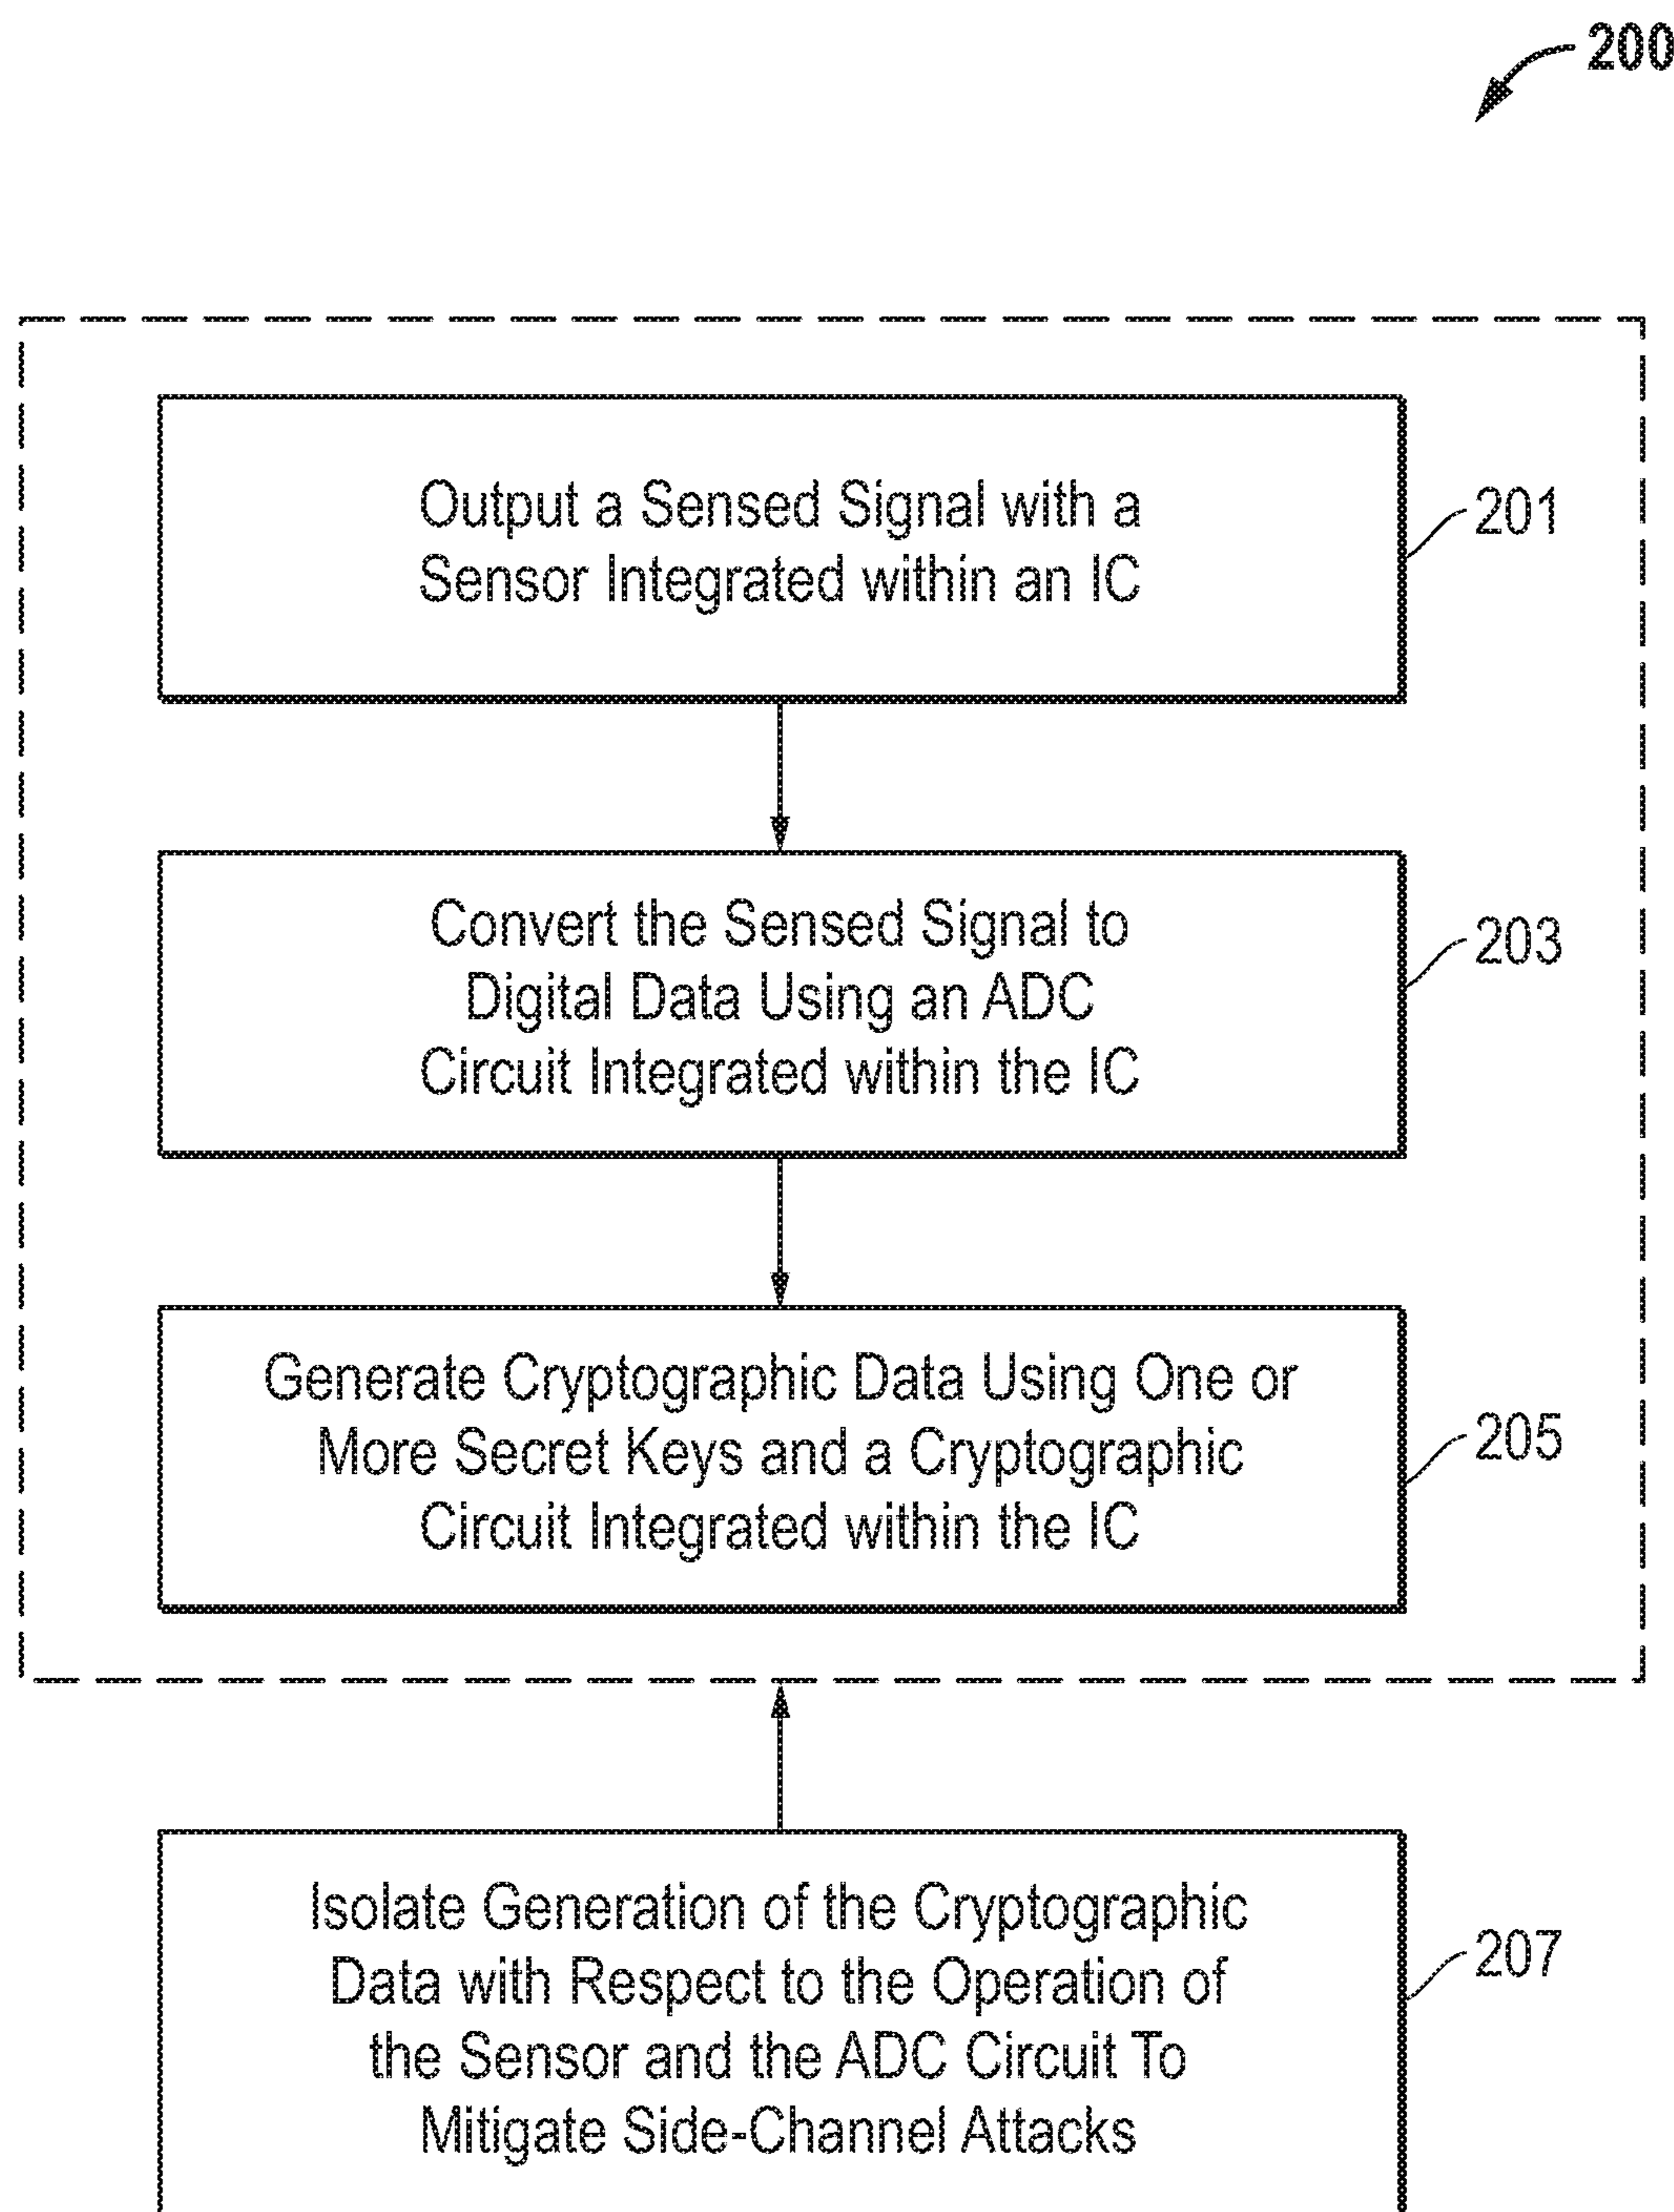 200
Output a Sensed Signal with a
Sensor Integrated within an IC
201
Convert the Sensed Signal to
Digital Data Using an ADC
Circuit Integrated within the IC
203
Generate Cryptographic Data Using One or
More Secret Keys and a Cryptographic
Circuit Integrated within the IC
205
Isolate Generation of the Cryptographic
Data with Respect to the Operation of
the Sensor and the ADC Circuit To
Mitigate Side-Channel Attacks
207